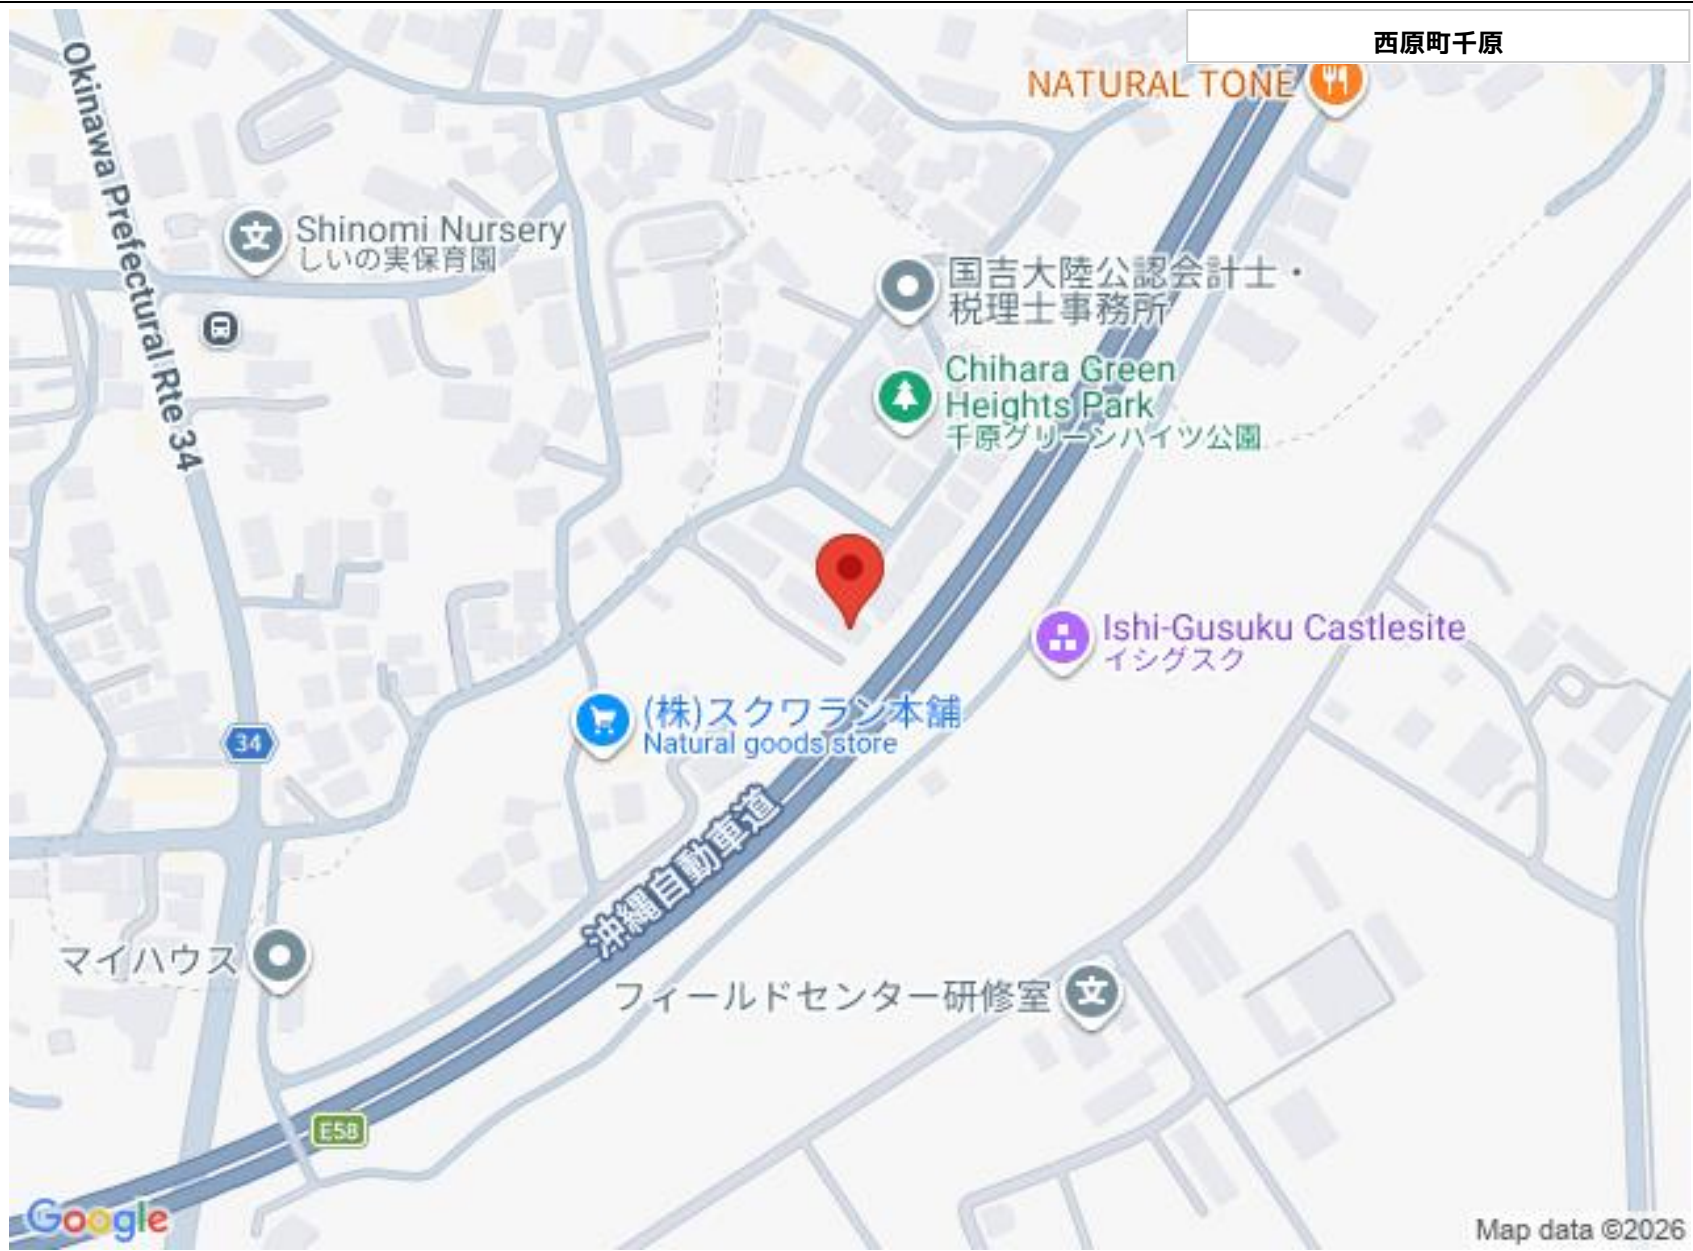 西原町千原
NATURAL TONE
Okinawa Prefectural Rte 34
Shinomi Nursery
しいの実保育園
国吉大陸公認会計士・
税理士事務所
Chihara Green
Heights Park
千原グリーンハイツ公園
Ishi-Gusuku Castlesite
イシグスク
(株)スクワラン本舗
Natural goods store
34
沖縄自動車道
マイハウス
フィールドセンター研修室
E58
Google
Map data ©2026